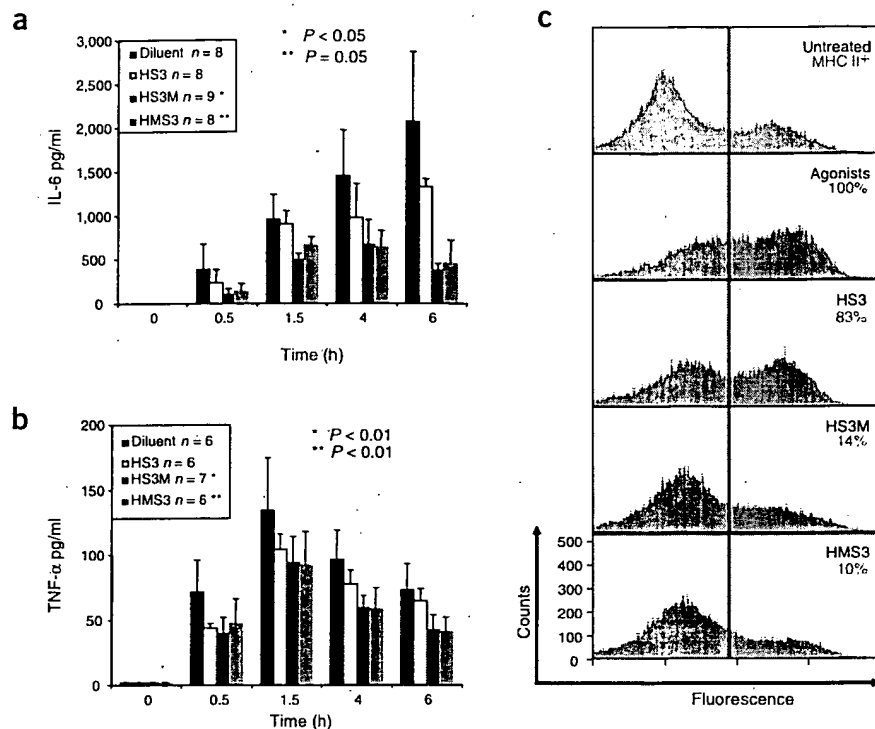 a
3,000
2,500
2,000
1,500
1,000
500
0
IL-6 pg/ml
Diluent n = 8
HS3 n = 8
HS3M n = 9 *
HMS3 n = 8 **
* P < 0.05
** P = 0.05
0 0.5 1.5 4 6
Time (h)
b
200
150
100
50
0
TNF-α pg/ml
Diluent n = 6
HS3 n = 6
HS3M n = 7 *
HMS3 n = 6 **
* P < 0.01
** P < 0.01
0 0.5 1.5 4 6
Time (h)
c
Untreated
MHC II+
Agonists
100%
HS3
83%
HS3M
14%
HMS3
10%
500
400
300
200
100
0
Counts
Fluorescence